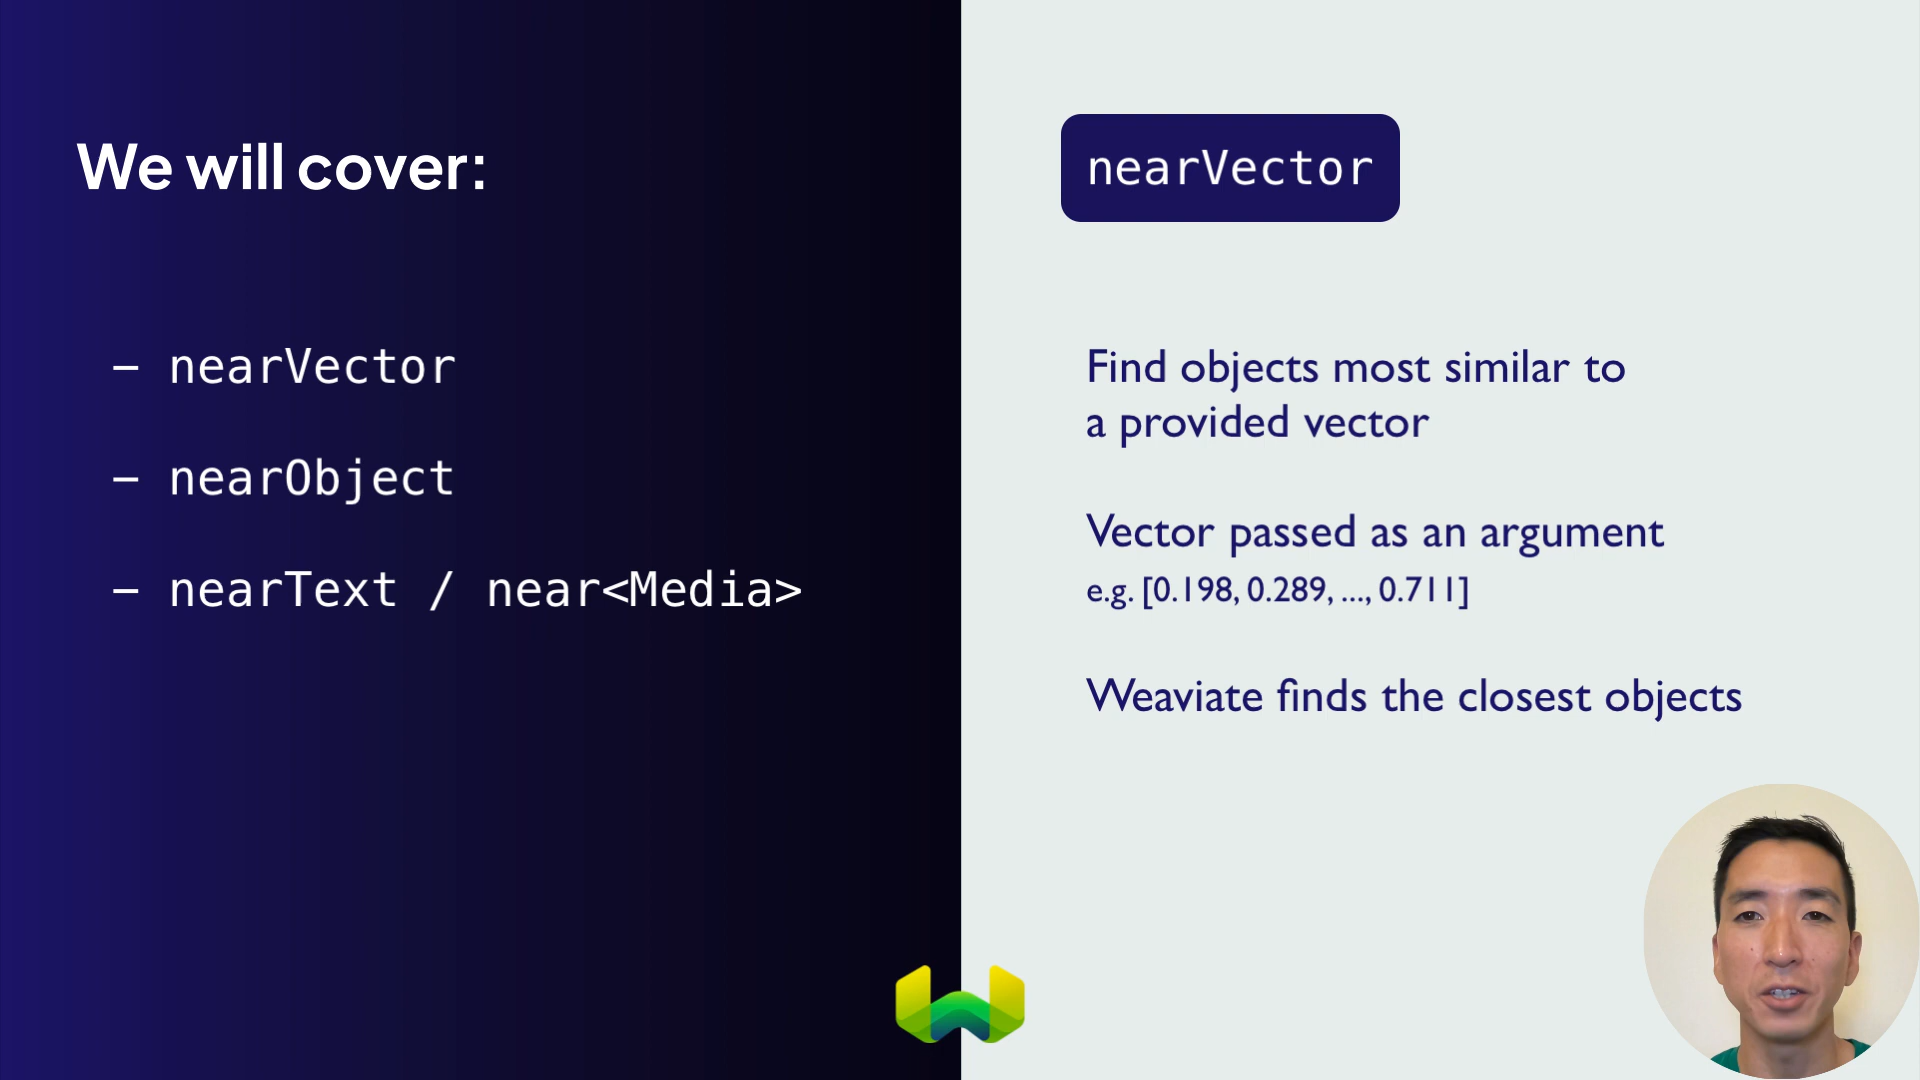 We will cover:
– nearVector
– nearObject
– nearText / near<Media>
nearVector
Find objects most similar to
a provided vector
Vector passed as an argument
e.g. [0.198, 0.289, ..., 0.711]
Weaviate finds the closest objects